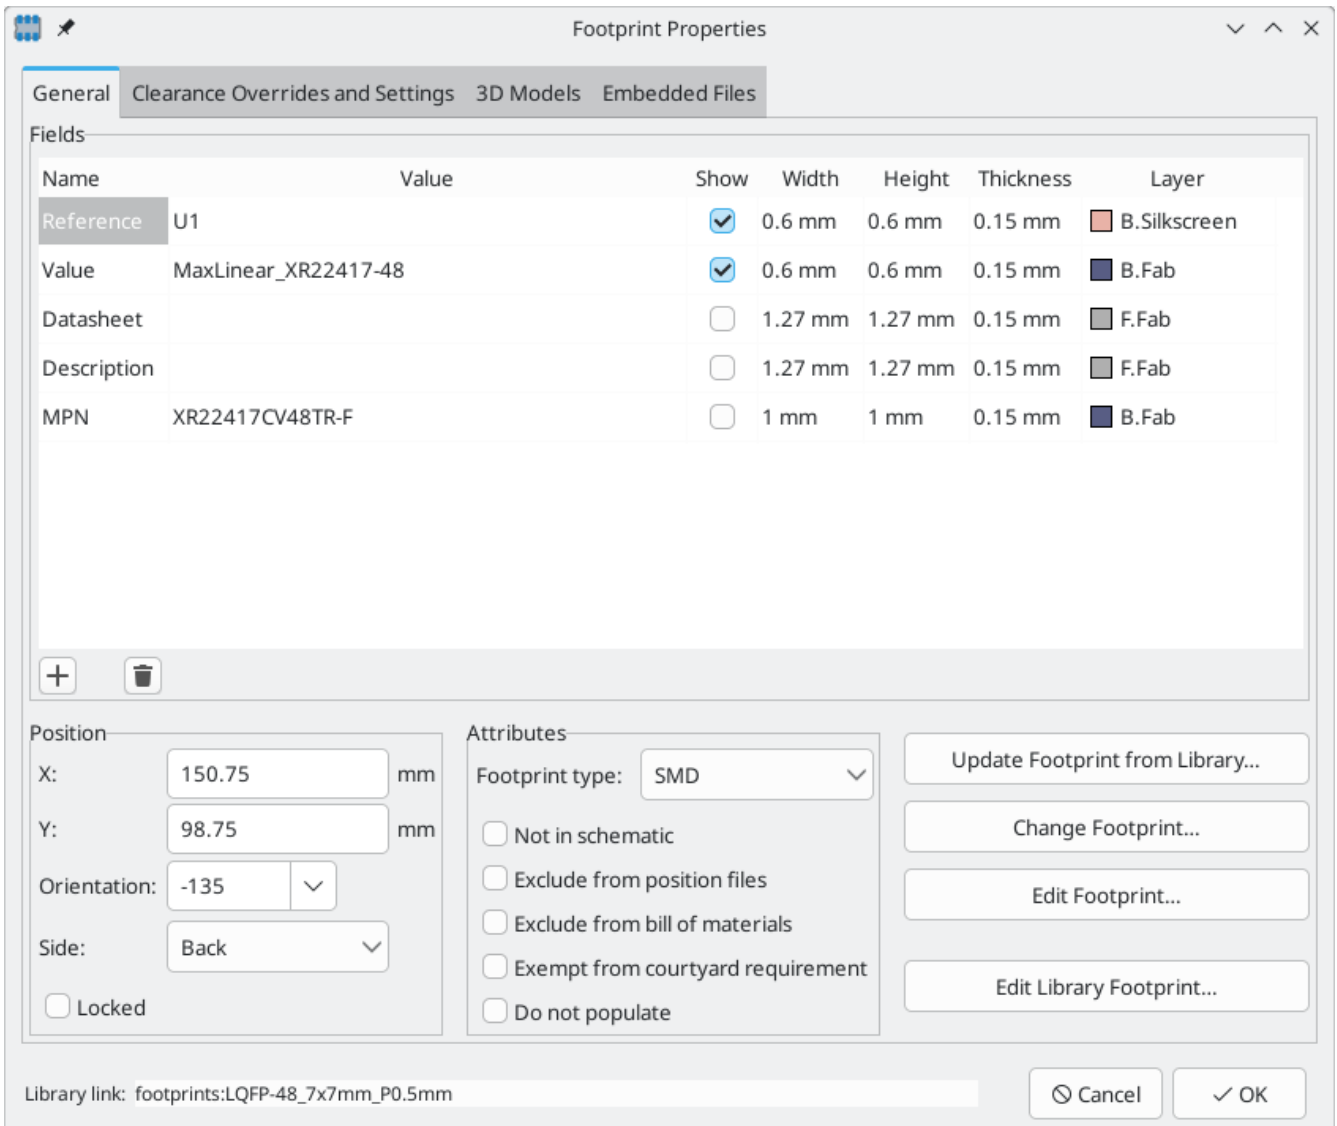 Footprint Properties
General Clearance Overrides and Settings 3D Models Embedded Files
Fields
Name Value Show Width Height Thickness Layer
Reference U1 0.6 mm 0.6 mm 0.15 mm B.Silkscreen
Value MaxLinear_XR22417-48 0.6 mm 0.6 mm 0.15 mm B.Fab
Datasheet 1.27 mm 1.27 mm 0.15 mm F.Fab
Description 1.27 mm 1.27 mm 0.15 mm F.Fab
MPN XR22417CV48TR-F 1 mm 1 mm 0.15 mm B.Fab
Position
X: 150.75 mm
Y: 98.75 mm
Orientation: -135
Side: Back
Locked
Attributes
Footprint type: SMD
Not in schematic
Exclude from position files
Exclude from bill of materials
Exempt from courtyard requirement
Do not populate
Update Footprint from Library...
Change Footprint...
Edit Footprint...
Edit Library Footprint...
Library link: footprints:LQFP-48_7x7mm_P0.5mm
Cancel OK